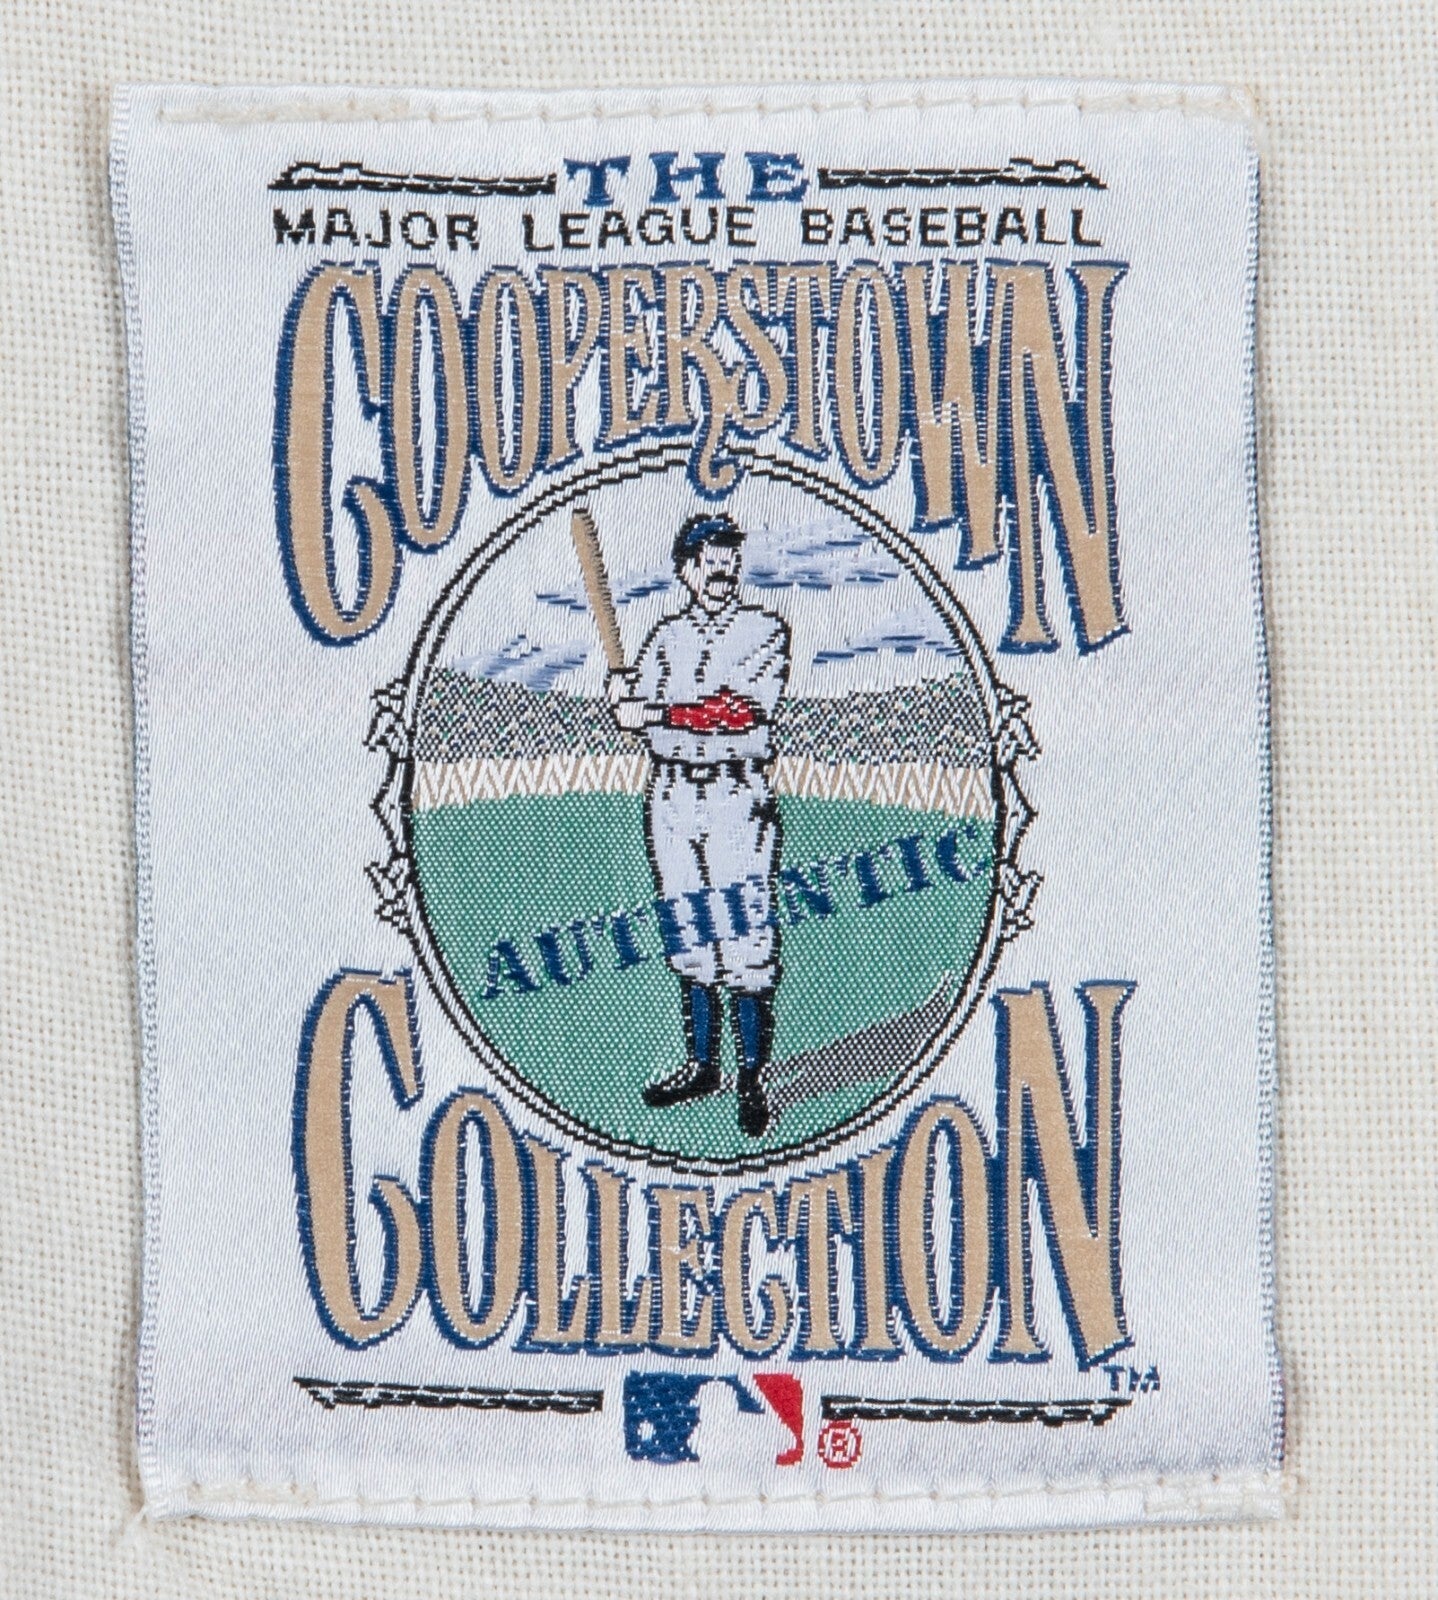 THE
MAJOR LEAGUE BASEBALL
COOPERSTOWN
AUTHENTIC
COLLECTION
TM
®